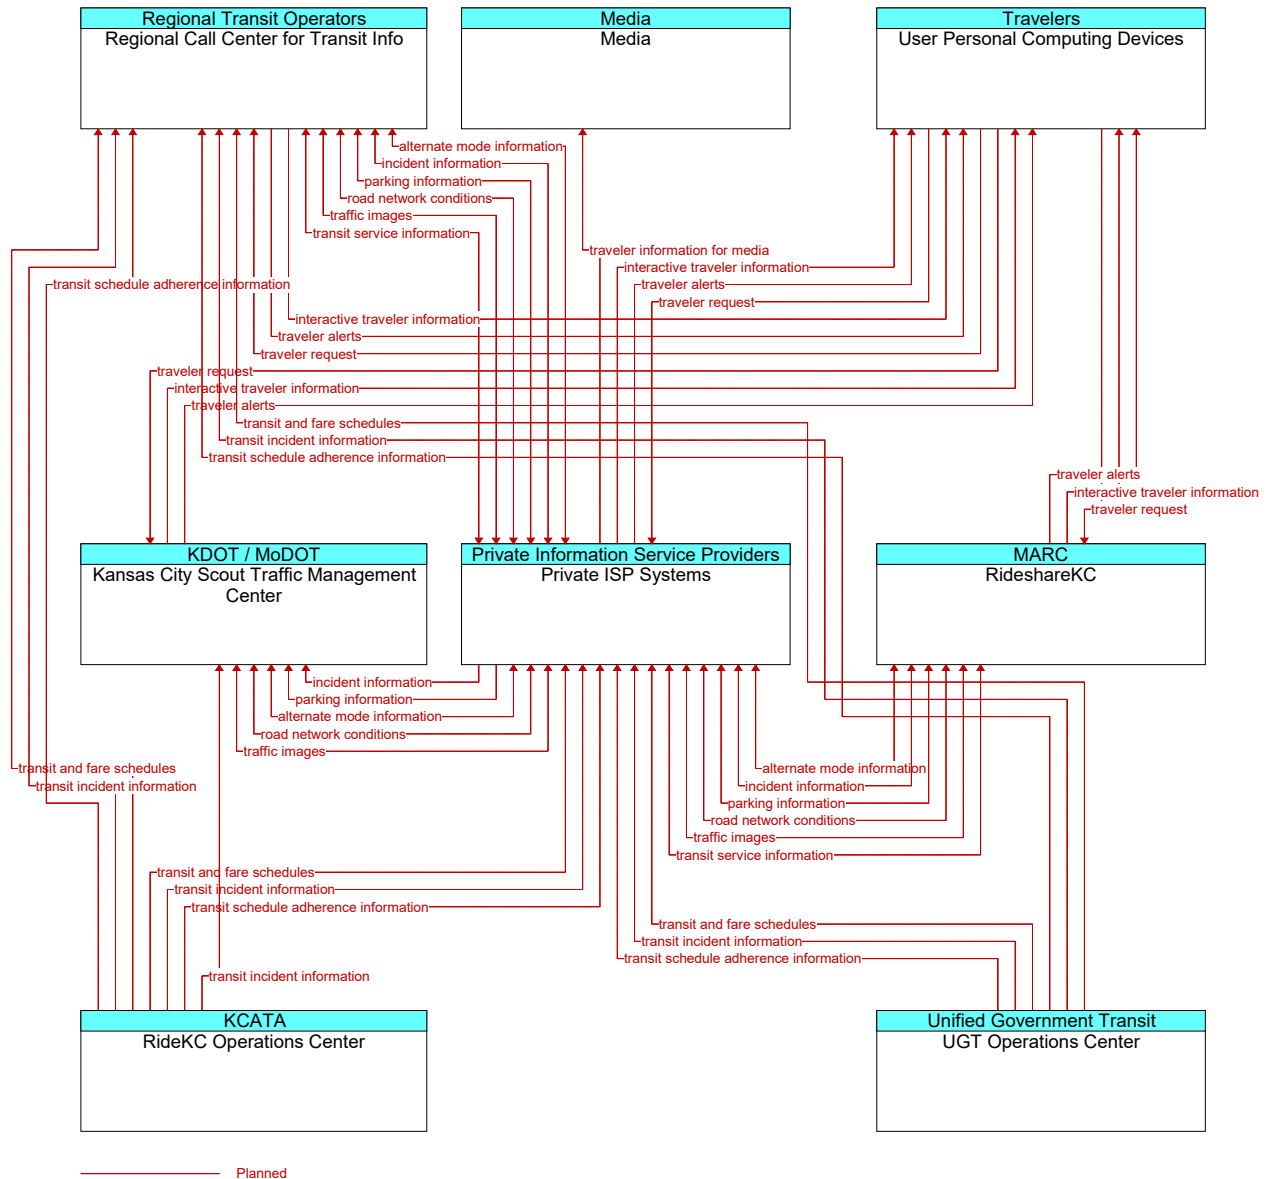 Regional Transit Operators
Regional Call Center for Transit Info
Media
Media
Travelers
User Personal Computing Devices
alternate mode information
incident information
parking information
road network conditions
traffic images
transit service information
traveler information for media
interactive traveler information
transit schedule adherence information
traveler alerts
traveler request
interactive traveler information
traveler alerts
traveler request
traveler request
interactive traveler information
traveler alerts
transit and fare schedules
transit incident information
transit schedule adherence information
traveler alerts
interactive traveler information
traveler request
KDOT / MoDOT
Kansas City Scout Traffic Management
Center
Private Information Service Providers
Private ISP Systems
MARC
RideshareKC
incident information
parking information
alternate mode information
road network conditions
traffic images
transit and fare schedules
transit incident information
alternate mode information
incident information
parking information
road network conditions
traffic images
transit service information
transit and fare schedules
transit incident information
transit schedule adherence information
transit and fare schedules
transit incident information
transit schedule adherence information
transit incident information
KCATA
RideKC Operations Center
Unified Government Transit
UGT Operations Center
Planned